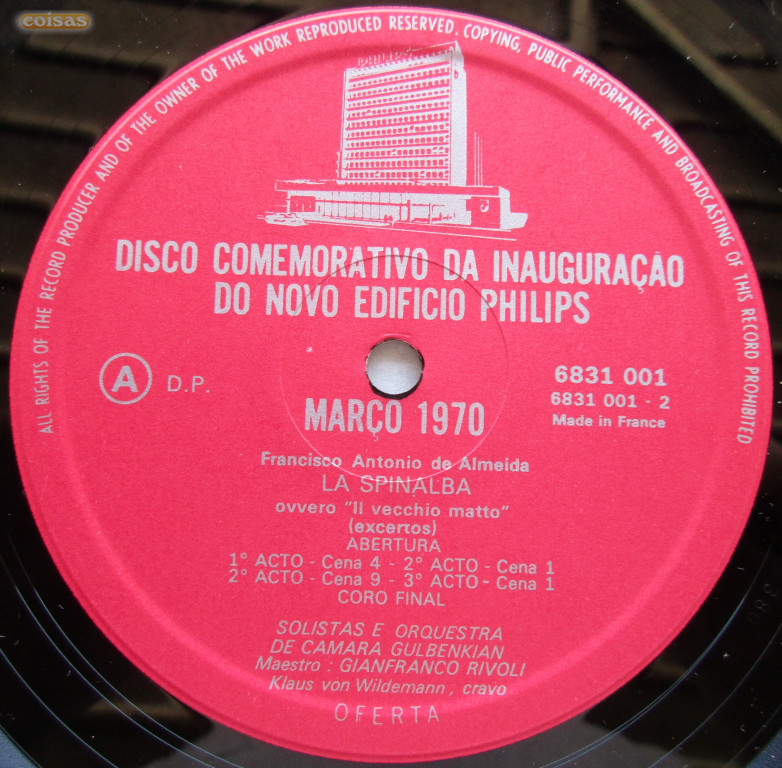 coisas
ALL RIGHTS OF THE RECORD PRODUCER AND OF THE OWNER OF THE WORK REPRODUCED RESERVED. COPYING, PUBLIC PERFORMANCE AND BROADCASTING OF THIS RECORD PROHIBITED
PHILIPS
DISCO COMEMORATIVO DA INAUGURAÇAO
DO NOVO EDIFICIO PHILIPS
A D.P.
6831 001
6831 001 - 2
Made in France
MARÇO 1970
Francisco Antonio de Almeida
LA SPINALBA
ovvero "Il vecchio matto"
(excertos)
ABERTURA
1° ACTO - Cena 4 - 2° ACTO - Cena 1
2° ACTO - Cena 9 - 3° ACTO - Cena 1
CORO FINAL
SOLISTAS E ORQUESTRA
DE CAMARA GULBENKIAN
Maestro : GIANFRANCO RIVOLI
Klaus von Wildemann, cravo
OFERTA